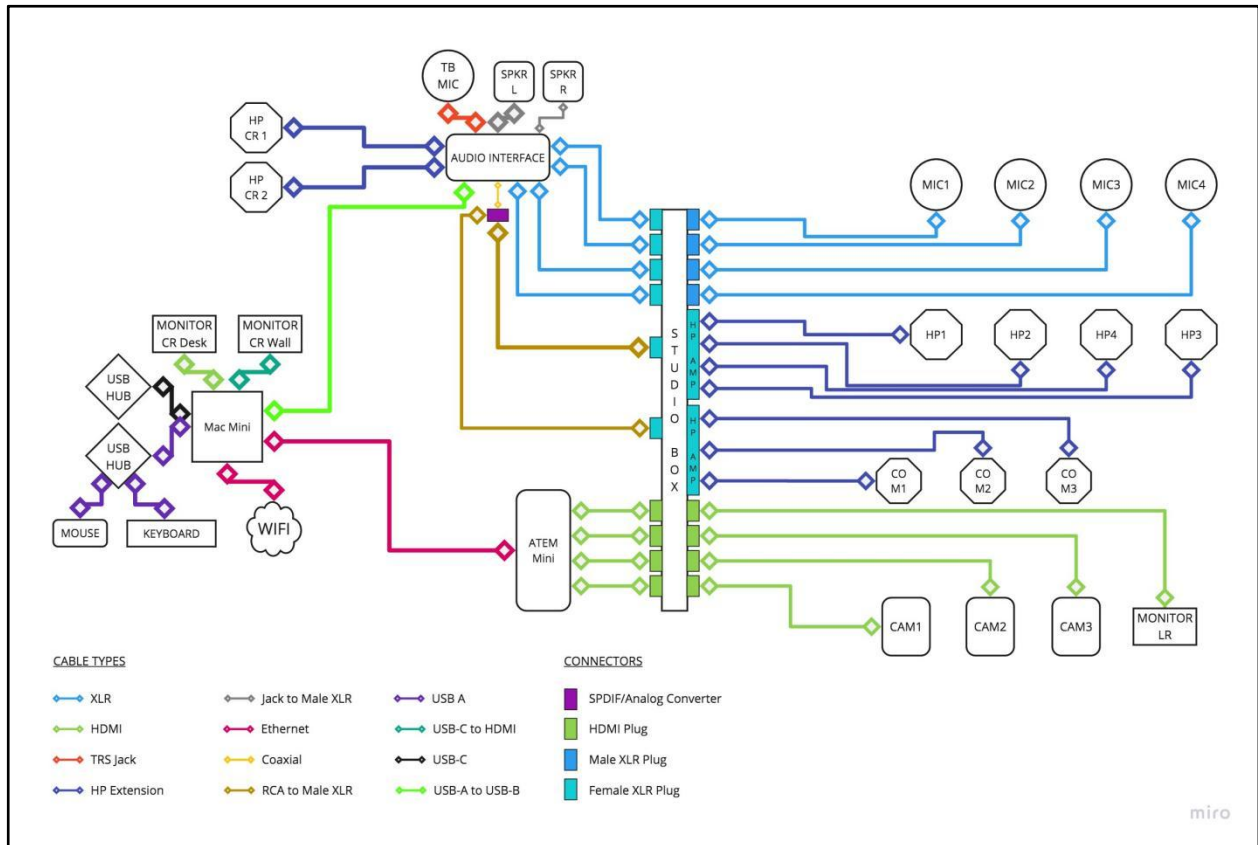 TB
MIC
SPKR
L
SPKR
R
HP
CR 1
HP
CR 2
AUDIO INTERFACE
MIC1
MIC2
MIC3
MIC4
STUDIO BOX
HP AMP
HP1
HP2
HP4
HP3
HP AMP
CO
M1
CO
M2
CO
M3
MONITOR
CR Desk
MONITOR
CR Wall
USB
HUB
Mac Mini
USB
HUB
MOUSE
KEYBOARD
WIFI
ATEM
Mini
CAM1
CAM2
CAM3
MONITOR
LR
CABLE TYPES
XLR
HDMI
TRS Jack
HP Extension
Jack to Male XLR
Ethernet
Coaxial
RCA to Male XLR
USB A
USB-C to HDMI
USB-C
USB-A to USB-B
CONNECTORS
SPDIF/Analog Converter
HDMI Plug
Male XLR Plug
Female XLR Plug
miro